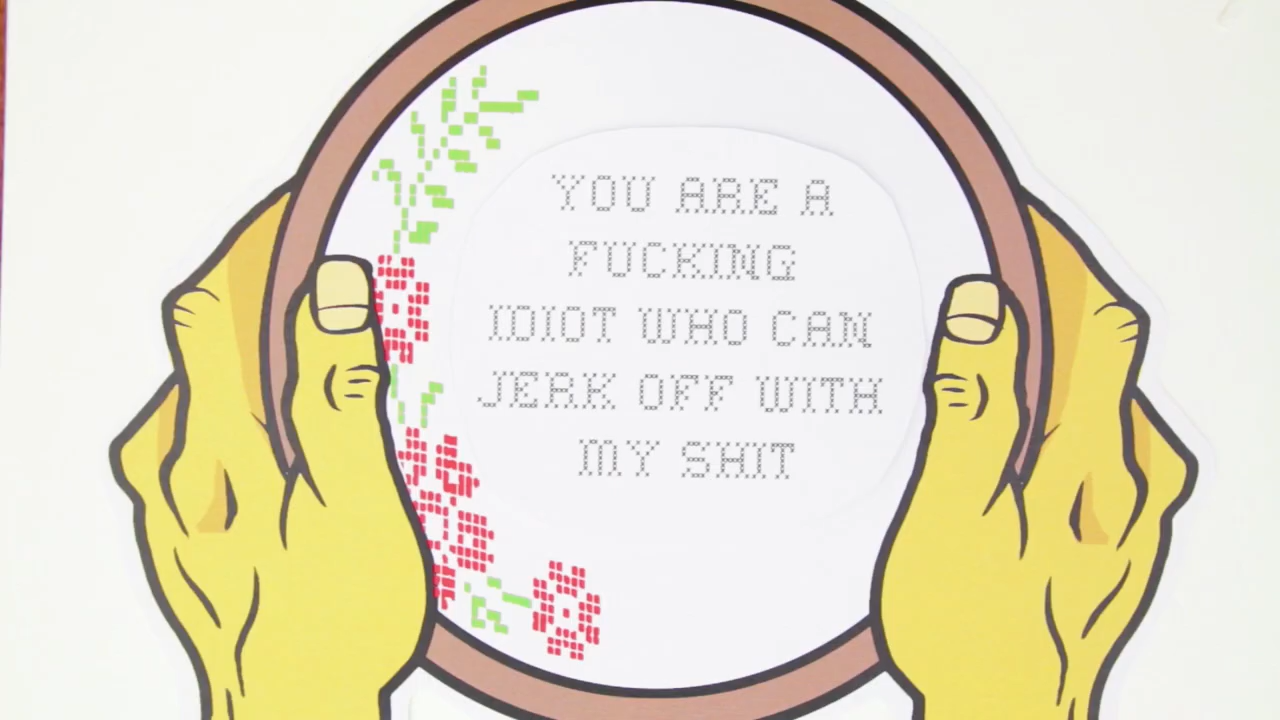 YOU ARE A
FUCKING
IDIOT WHO CAN
JERK OFF WITH
MY SHIT